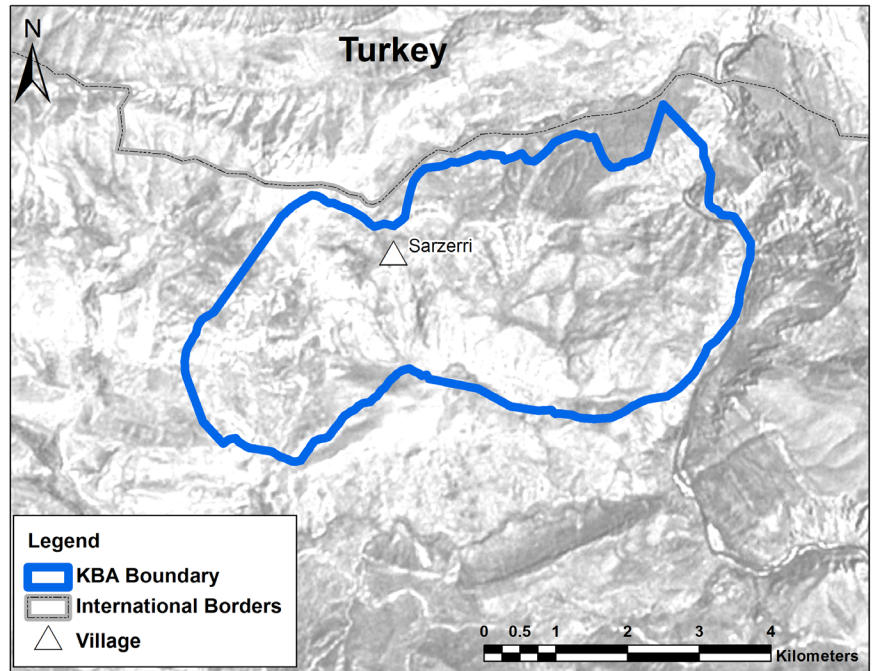 N
Turkey
Sarzerri
Legend
KBA Boundary
International Borders
Village
0 0.5 1 2 3 4
Kilometers